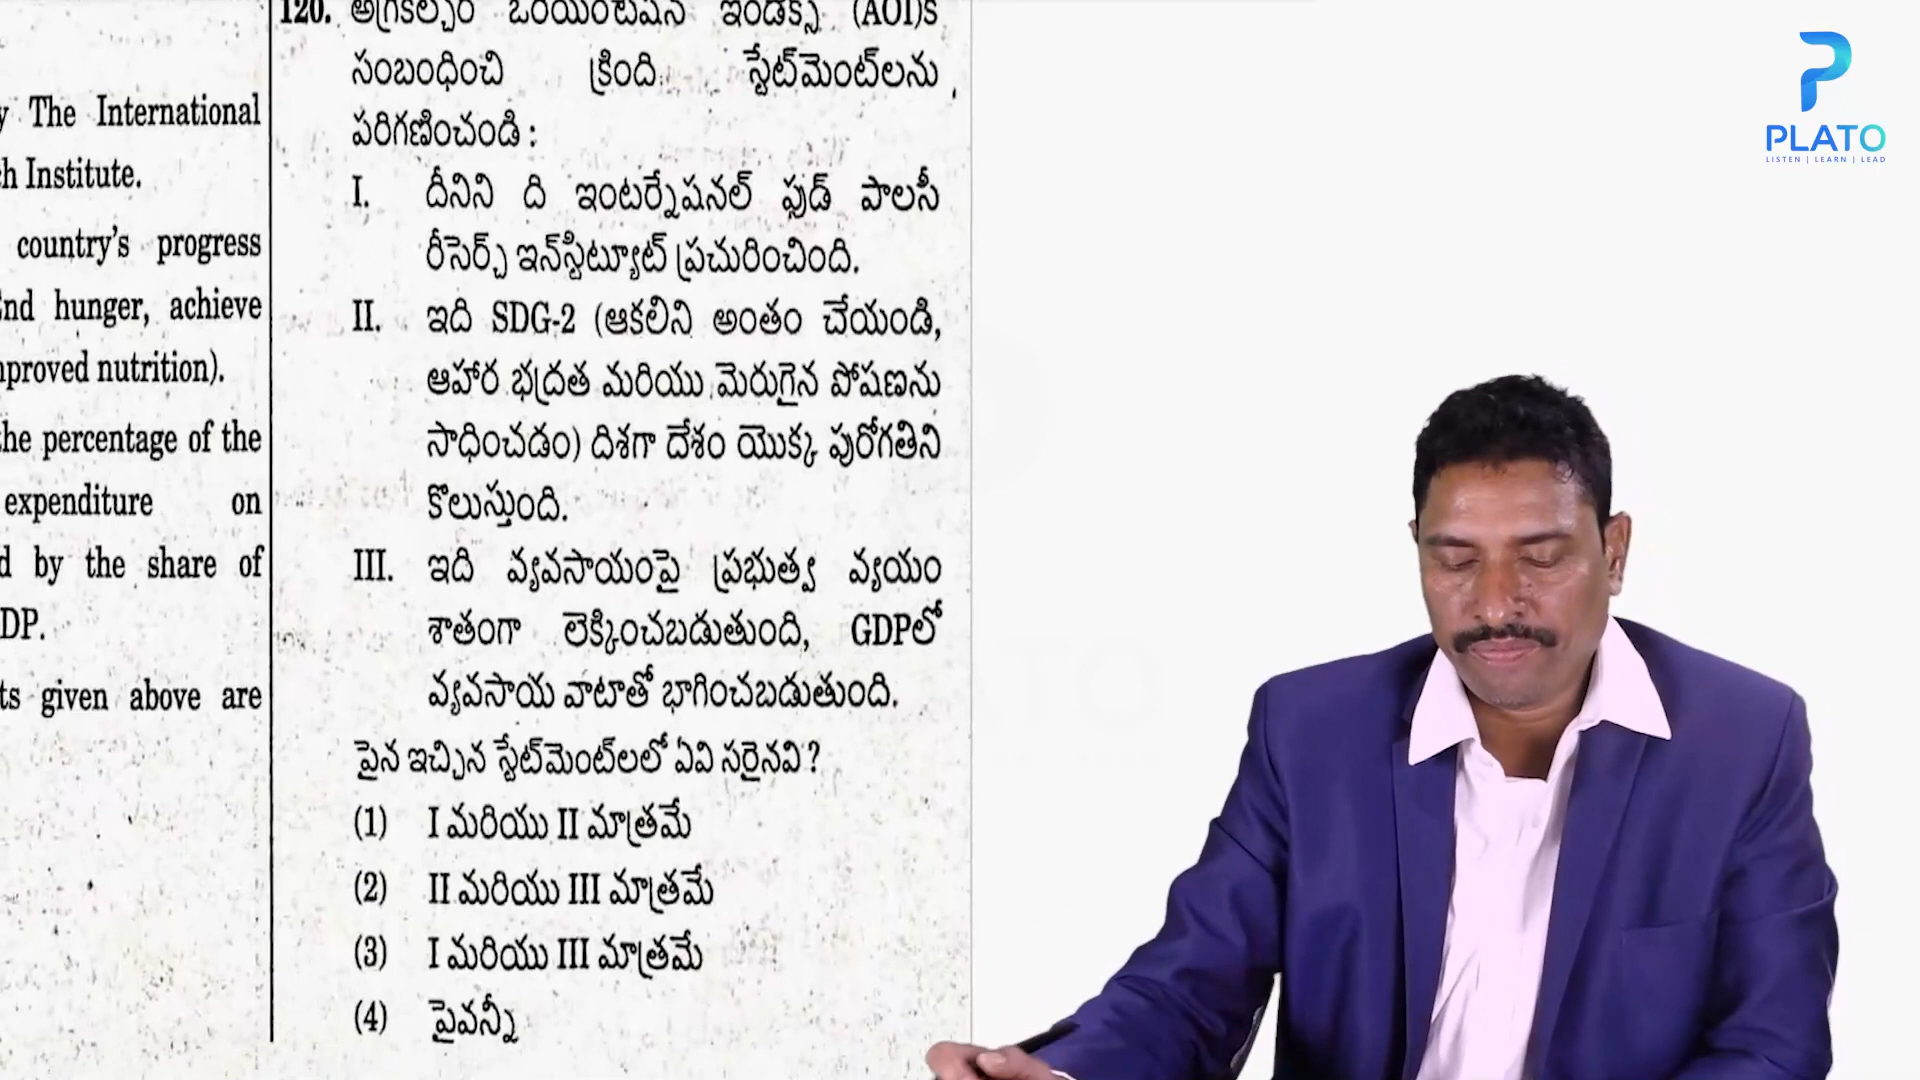 y The International
h Institute.
country's progress
nd hunger, achieve
nproved nutrition).
the percentage of the
expenditure on
d by the share of
DP.
ts given above are
120. అగ్రికల్చర్ ఓరియెంటేషన్ ఇండెక్స్ (AOI)కి
సంబంధించి క్రింది స్టేట్‌మెంట్‌లను
పరిగణించండి :
I. దీనిని ది ఇంటర్నేషనల్ ఫుడ్ పాలసీ
రీసెర్చ్ ఇన్‌స్టిట్యూట్ ప్రచురించింది.
II. ఇది SDG-2 (ఆకలిని అంతం చేయండి,
ఆహార భద్రత మరియు మెరుగైన పోషణను
సాధించడం) దిశగా దేశం యొక్క పురోగతిని
కొలుస్తుంది.
III. ఇది వ్యవసాయంపై ప్రభుత్వ వ్యయం
శాతంగా లెక్కించబడుతుంది, GDPలో
వ్యవసాయ వాటాతో భాగించబడుతుంది.
పైన ఇచ్చిన స్టేట్‌మెంట్‌లలో ఏవి సరైనవి ?
(1) I మరియు II మాత్రమే
(2) II మరియు III మాత్రమే
(3) I మరియు III మాత్రమే
(4) పైవన్నీ
PLATO
LISTEN | LEARN | LEAD